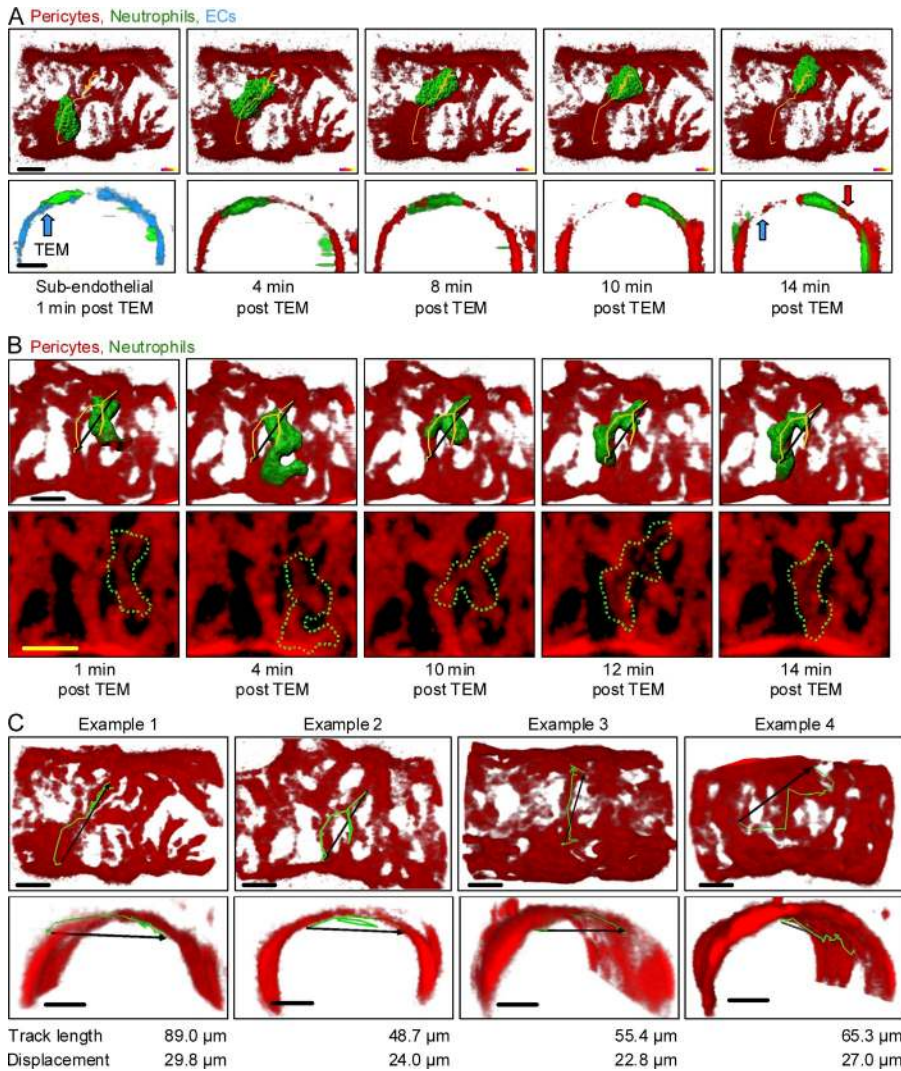 A Pericytes, Neutrophils, ECs
TEM
Sub-endothelial
1 min post TEM
4 min
post TEM
8 min
post TEM
10 min
post TEM
14 min
post TEM
B Pericytes, Neutrophils
1 min
post TEM
4 min
post TEM
10 min
post TEM
12 min
post TEM
14 min
post TEM
C Example 1 Example 2 Example 3 Example 4
Track length 89.0 μm 48.7 μm 55.4 μm 65.3 μm
Displacement 29.8 μm 24.0 μm 22.8 μm 27.0 μm